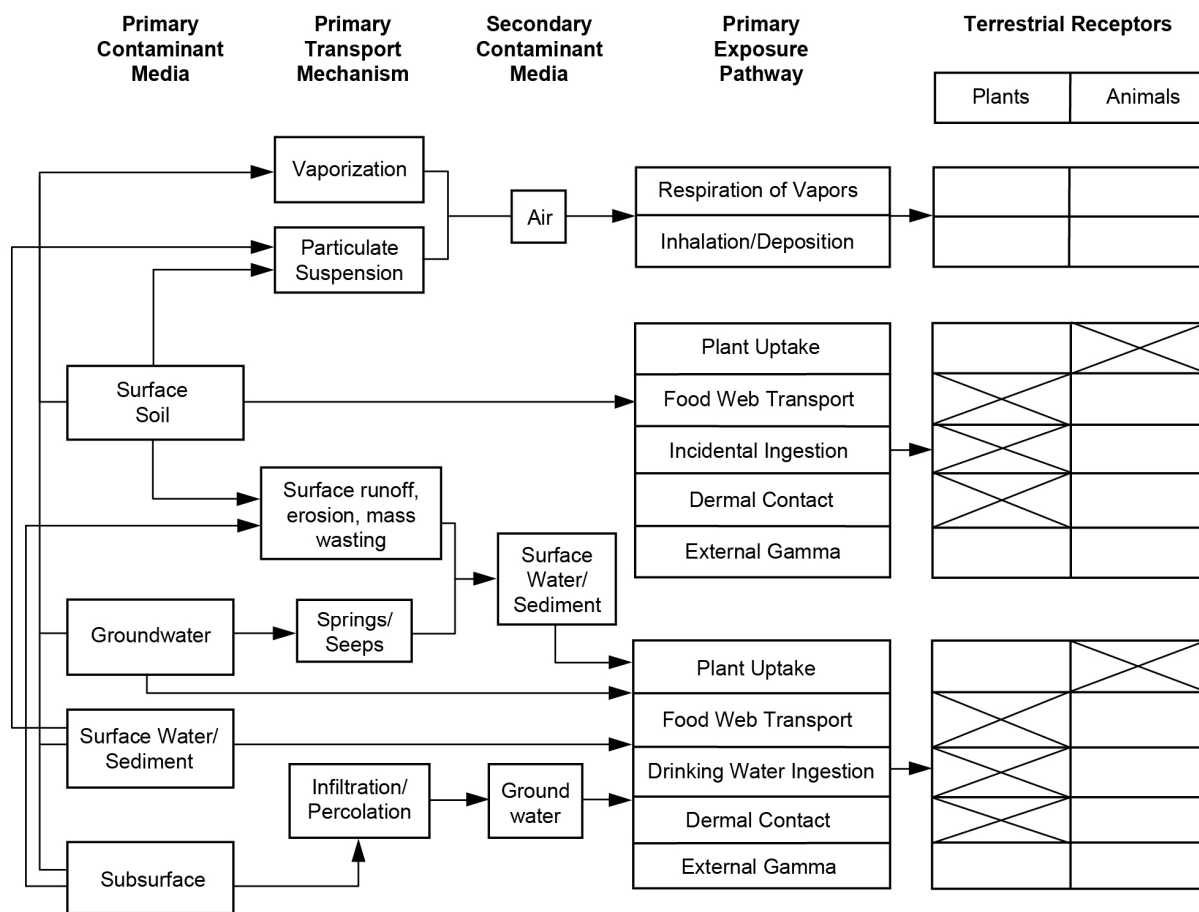 Primary
Contaminant
Media
Primary
Transport
Mechanism
Secondary
Contaminant
Media
Primary
Exposure
Pathway
Terrestrial Receptors
Plants
Animals
Vaporization
Respiration of Vapors
Air
Inhalation/Deposition
Particulate
Suspension
Plant Uptake
Surface
Soil
Food Web Transport
Incidental Ingestion
Surface runoff,
erosion, mass
wasting
Dermal Contact
External Gamma
Surface
Water/
Sediment
Groundwater
Springs/
Seeps
Plant Uptake
Food Web Transport
Surface Water/
Sediment
Drinking Water Ingestion
Infiltration/
Percolation
Ground
water
Dermal Contact
External Gamma
Subsurface